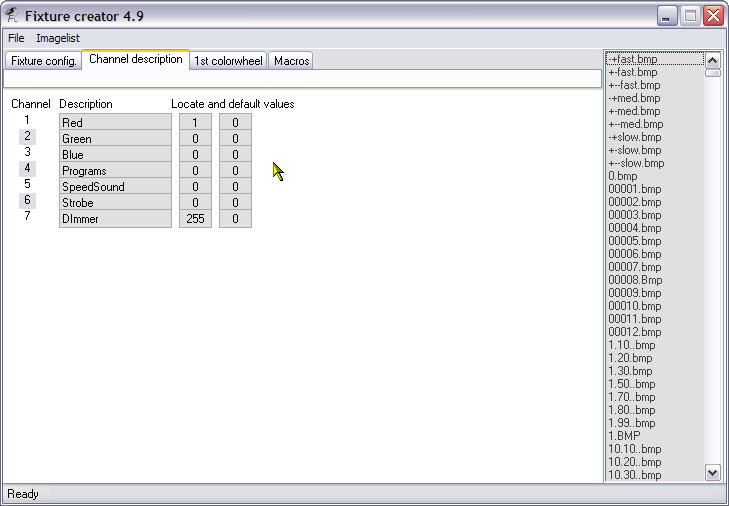 Fixture creator 4.9
File Imagelist
Fixture config. Channel description 1st colorwheel Macros
Channel Description Locate and default values
1 Red 1 0
2 Green 0 0
3 Blue 0 0
4 Programs 0 0
5 SpeedSound 0 0
6 Strobe 0 0
7 DImmer 255 0
-+fast.bmp
+-fast.bmp
+--fast.bmp
-+med.bmp
+-med.bmp
+--med.bmp
-+slow.bmp
+-slow.bmp
+--slow.bmp
0.bmp
00001.bmp
00002.bmp
00003.bmp
00004.bmp
00005.bmp
00006.bmp
00007.bmp
00008.Bmp
00009.bmp
00010.bmp
00011.bmp
00012.bmp
1.10..bmp
1.20.bmp
1.30.bmp
1.50..bmp
1.70..bmp
1.80..bmp
1.99..bmp
1.BMP
10.10..bmp
10.20..bmp
10.30..bmp
Ready